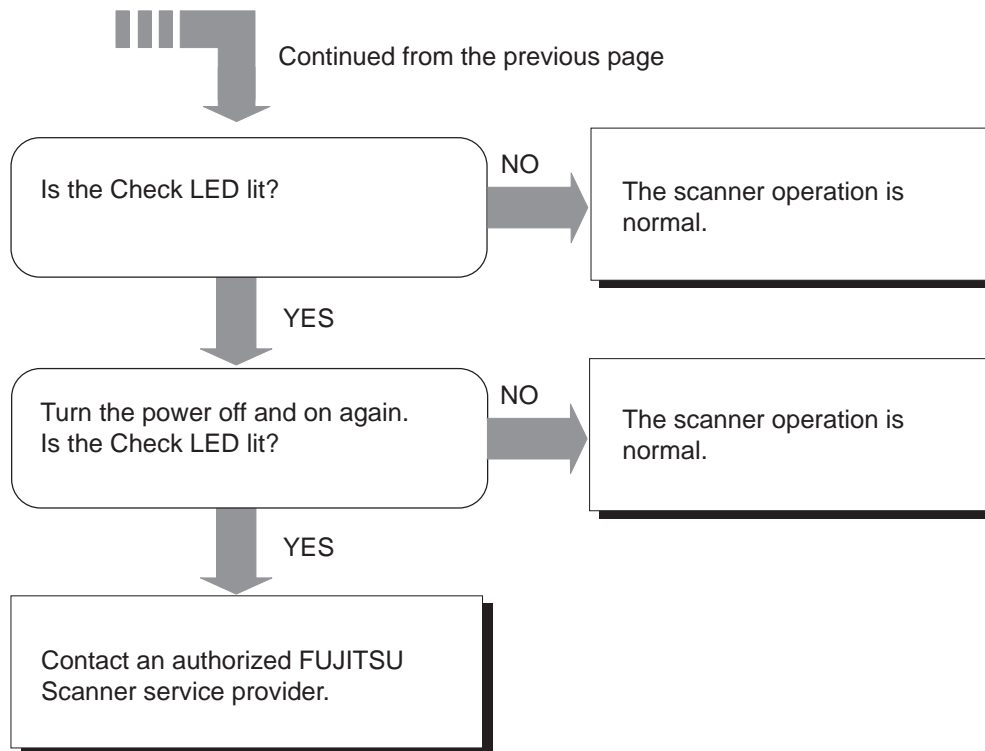 Continued from the previous page
Is the Check LED lit?
NO
The scanner operation is
normal.
YES
Turn the power off and on again.
Is the Check LED lit?
NO
The scanner operation is
normal.
YES
Contact an authorized FUJITSU
Scanner service provider.